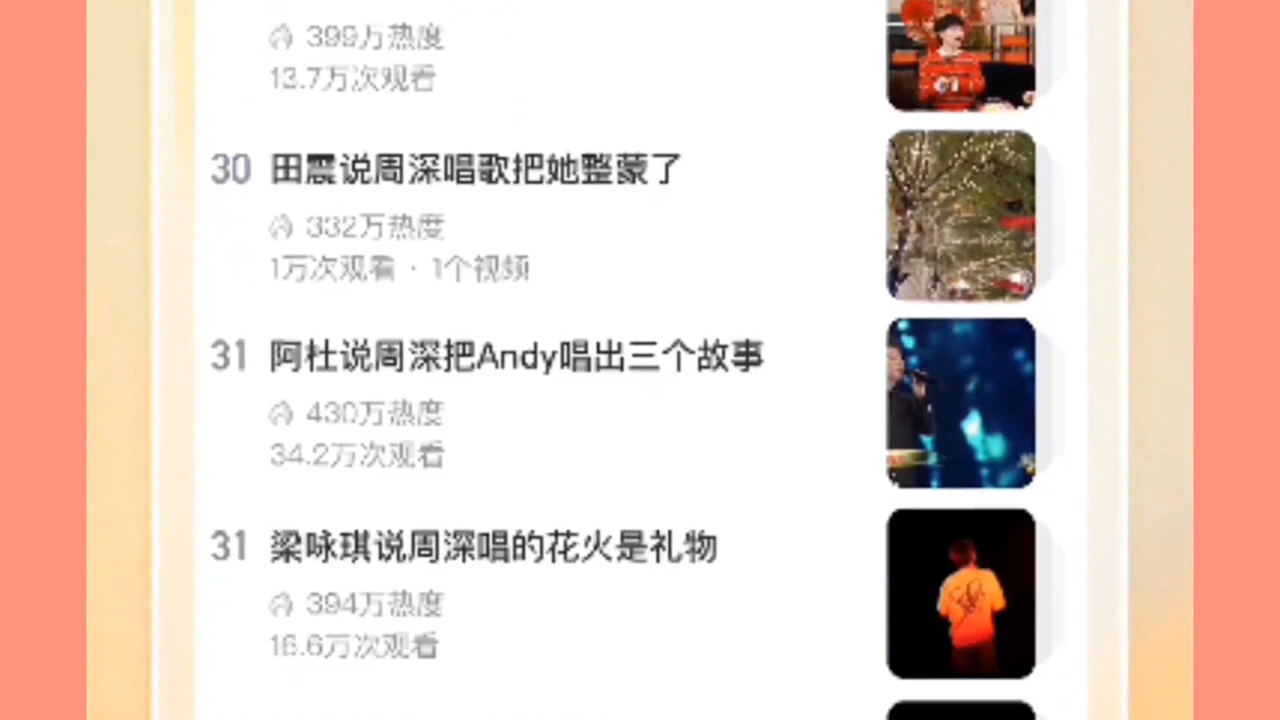 399万热度
13.7万次观看
30 田震说周深唱歌把她整蒙了
332万热度
1万次观看 · 1个视频
31 阿杜说周深把Andy唱出三个故事
430万热度
34.2万次观看
31 梁咏琪说周深唱的花火是礼物
394万热度
16.6万次观看